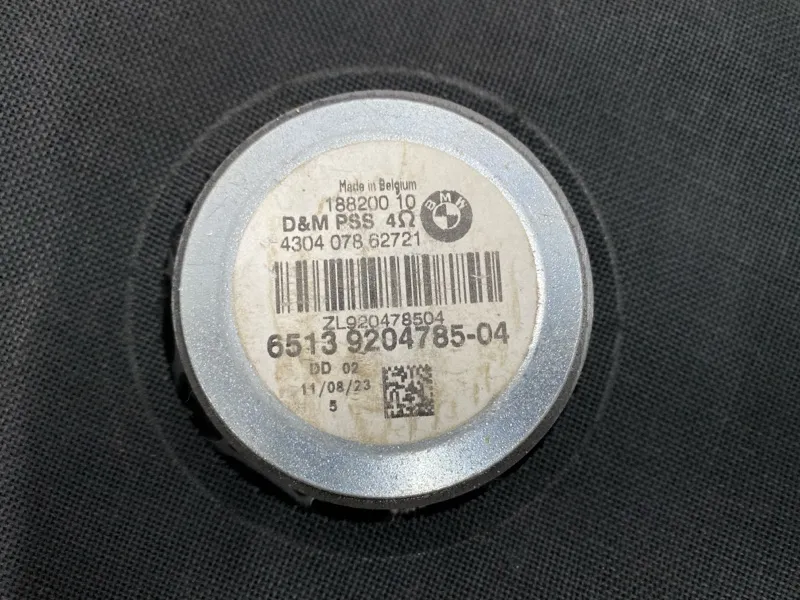 Made in Belgium
188200 10
BMW
D&M PSS 4Ω
4304 078 62721
ZL920478504
6513 9204785-04
DD 02
11/08/23
5